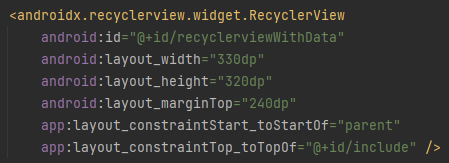 <androidx.recyclerview.widget.RecyclerView
android:id="@+id/recyclerviewWithData"
android:layout_width="330dp"
android:layout_height="320dp"
android:layout_marginTop="240dp"
app:layout_constraintStart_toStartOf="parent"
app:layout_constraintTop_toTopOf="@+id/include" />